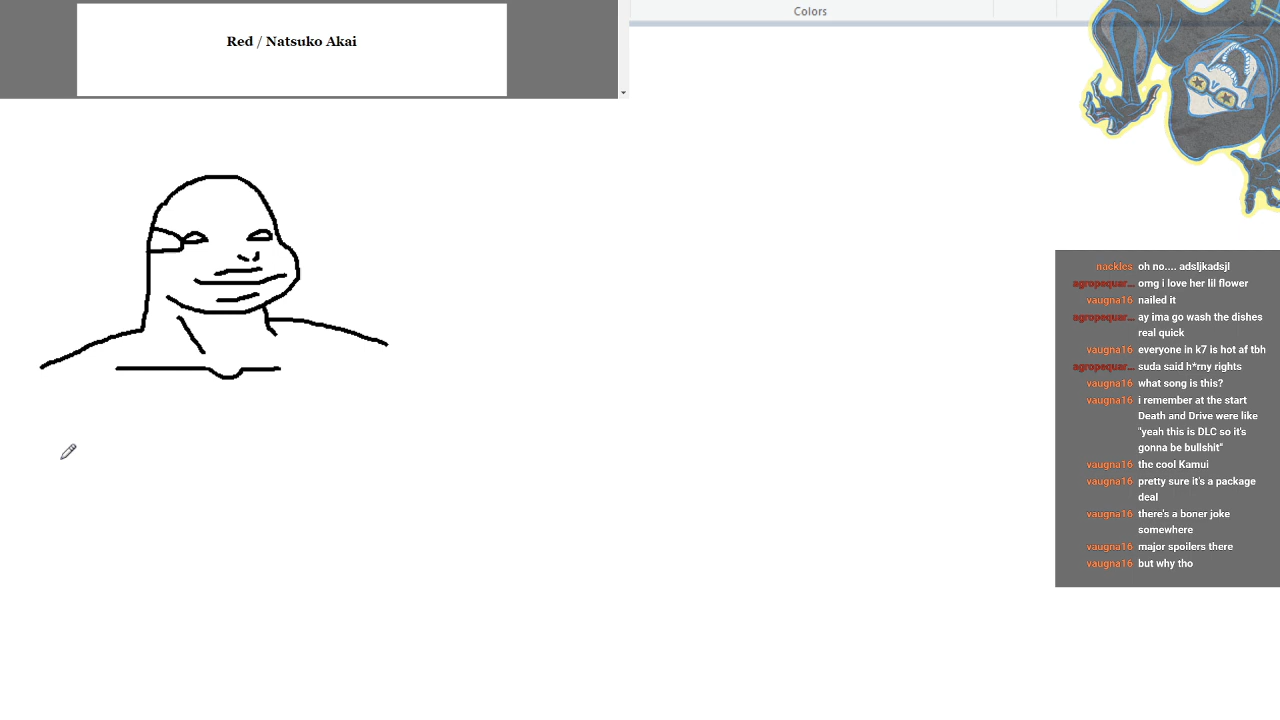 Red / Natsuko Akai
Colors
nackles oh no.... adsljkadsjl
agropequar... omg i love her lil flower
vaugna16 nailed it
agropequar... ay ima go wash the dishes
real quick
vaugna16 everyone in k7 is hot af tbh
agropequar... suda said h*rny rights
vaugna16 what song is this?
vaugna16 i remember at the start
Death and Drive were like
"yeah this is DLC so it's
gonna be bullshit"
vaugna16 the cool Kamui
vaugna16 pretty sure it's a package
deal
vaugna16 there's a boner joke
somewhere
vaugna16 major spoilers there
vaugna16 but why tho